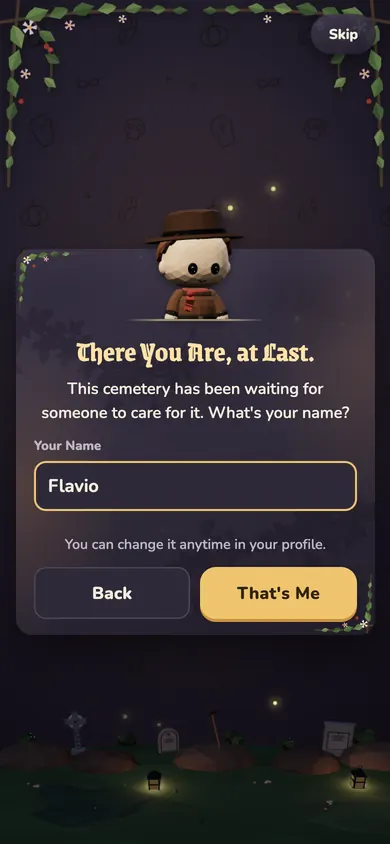 Skip
There You Are, at Last.
This cemetery has been waiting for
someone to care for it. What's your name?
Your Name
Flavio
You can change it anytime in your profile.
Back
That's Me